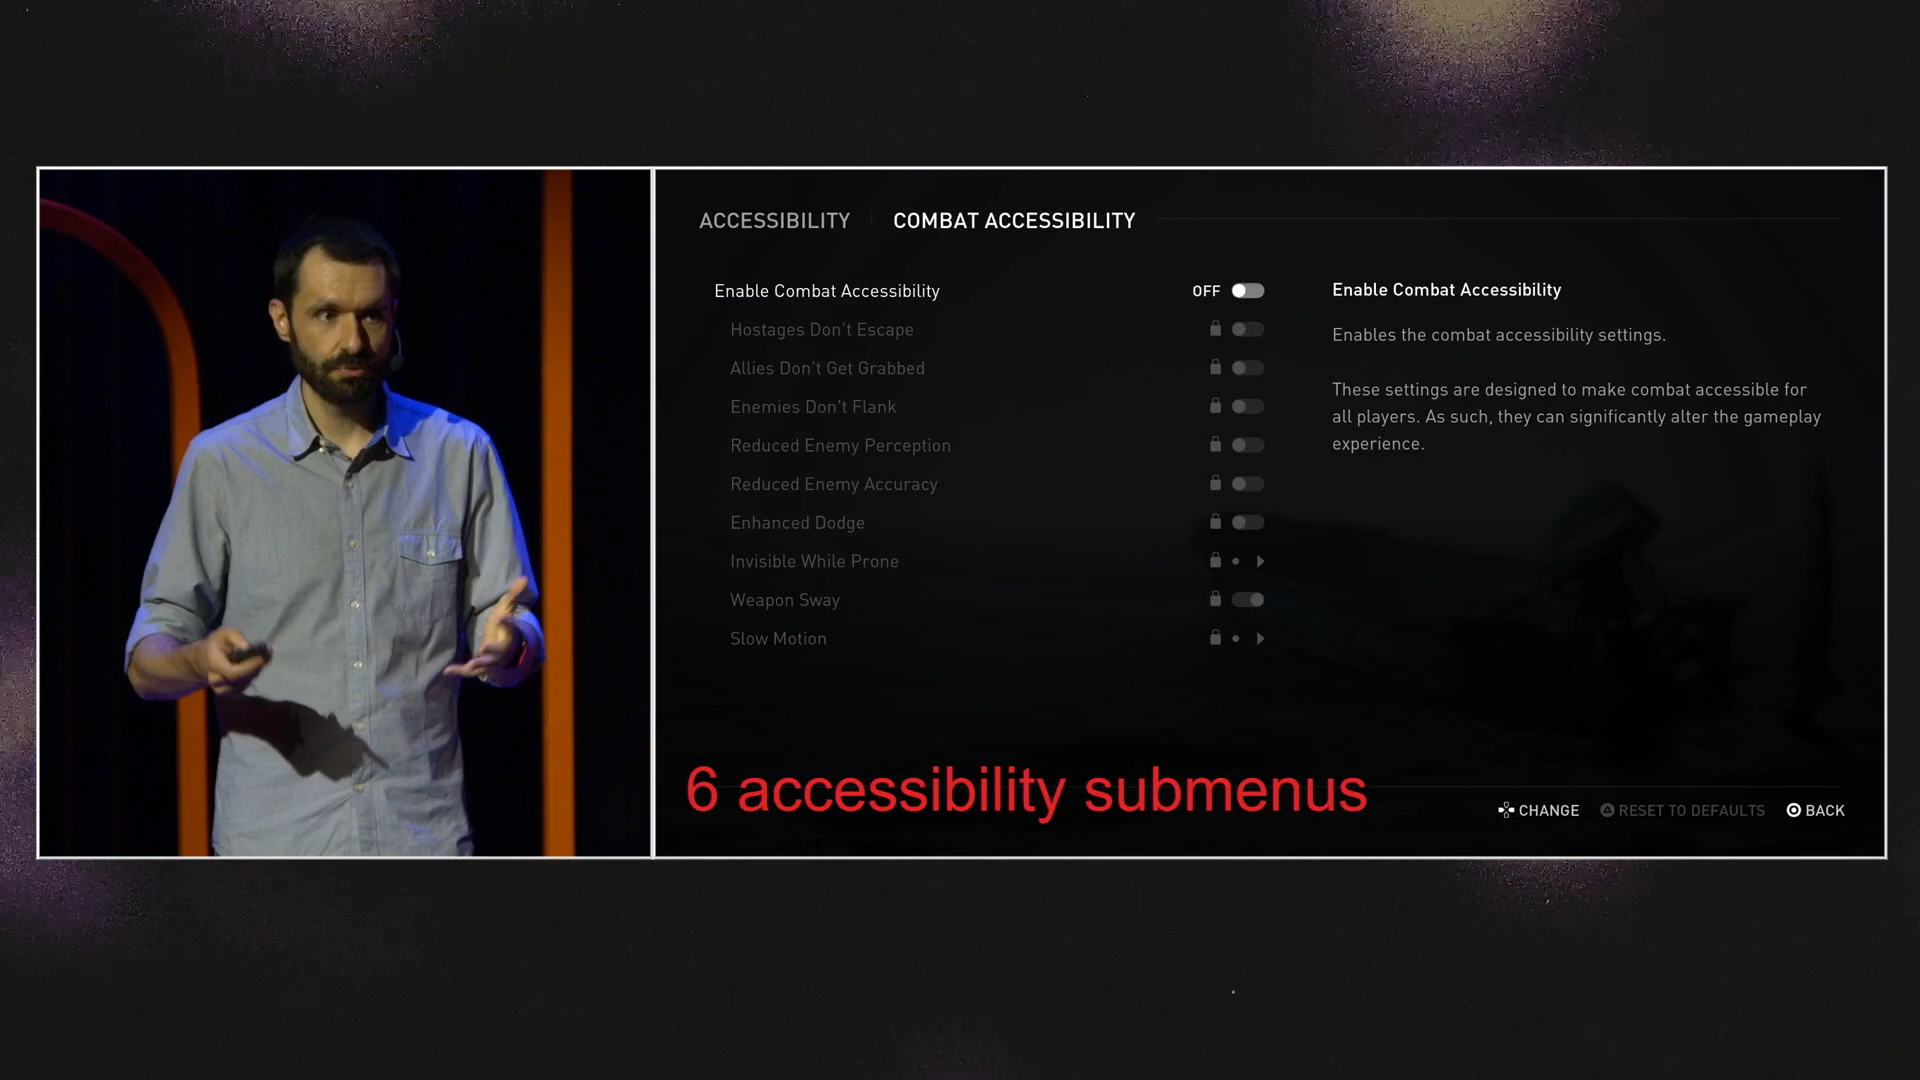 ACCESSIBILITY COMBAT ACCESSIBILITY
Enable Combat Accessibility OFF
Hostages Don't Escape
Allies Don't Get Grabbed
Enemies Don't Flank
Reduced Enemy Perception
Reduced Enemy Accuracy
Enhanced Dodge
Invisible While Prone
Weapon Sway
Slow Motion
Enable Combat Accessibility
Enables the combat accessibility settings.
These settings are designed to make combat accessible for
all players. As such, they can significantly alter the gameplay
experience.
6 accessibility submenus
CHANGE RESET TO DEFAULTS BACK